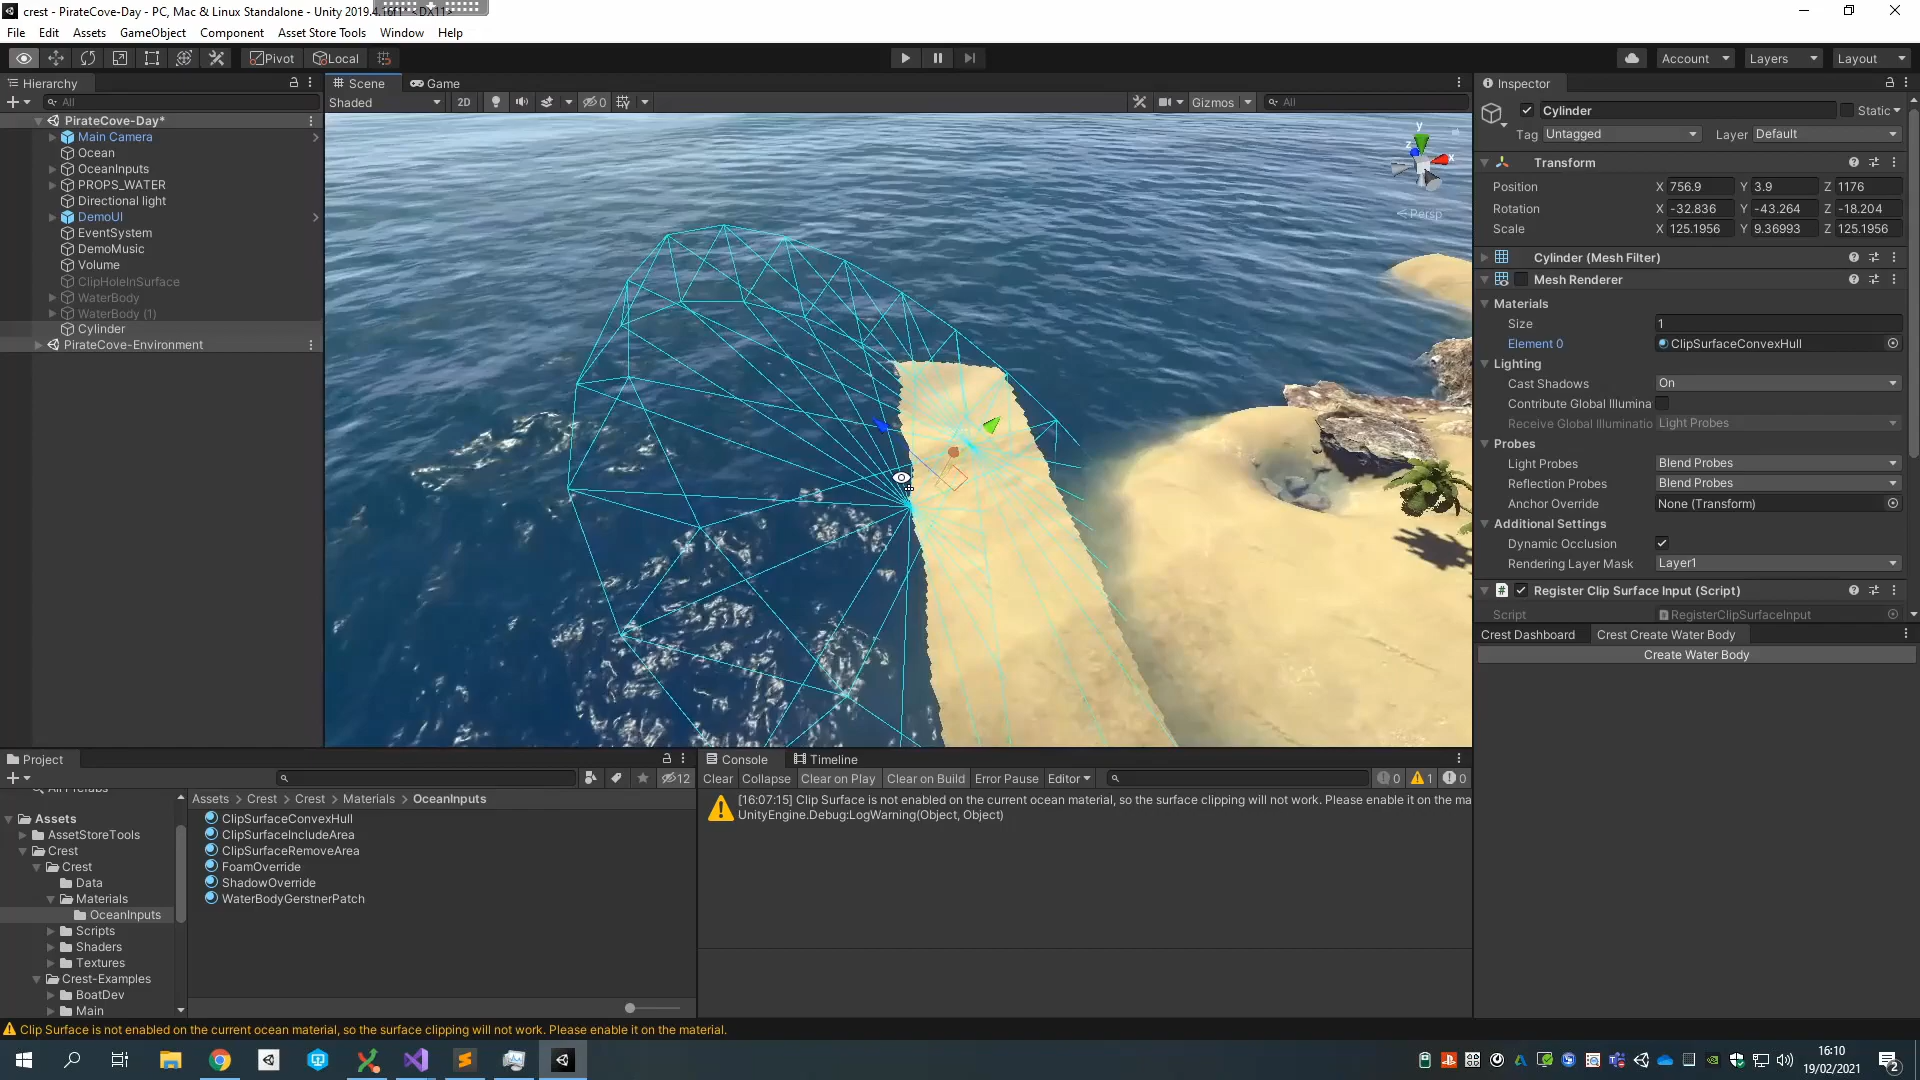 crest - PirateCove-Day - PC, Mac & Linux Standalone - Unity 2019.4.16f1* <DX11>
File Edit Assets GameObject Component Asset Store Tools Window Help
Pivot Local
Account Layers Layout
Hierarchy
All
PirateCove-Day*
Main Camera
Ocean
OceanInputs
PROPS_WATER
Directional light
DemoUI
EventSystem
DemoMusic
Volume
ClipHoleInSurface
WaterBody
WaterBody (1)
Cylinder
PirateCove-Environment
Scene Game
Shaded 2D 0 Gizmos All
y
z x
Persp
Inspector
Cylinder Static
Tag Untagged Layer Default
Transform
Position X 756.9 Y 3.9 Z 1176
Rotation X -32.836 Y -43.264 Z -18.204
Scale X 125.1956 Y 9.36993 Z 125.1956
Cylinder (Mesh Filter)
Mesh Renderer
Materials
Size 1
Element 0 ClipSurfaceConvexHull
Lighting
Cast Shadows On
Contribute Global Illumina
Receive Global Illuminatio Light Probes
Probes
Light Probes Blend Probes
Reflection Probes Blend Probes
Anchor Override None (Transform)
Additional Settings
Dynamic Occlusion
Rendering Layer Mask Layer1
# Register Clip Surface Input (Script)
Script RegisterClipSurfaceInput
Crest Dashboard Crest Create Water Body
Create Water Body
Project
12
Assets
AssetStoreTools
Crest
Crest
Data
Materials
OceanInputs
Scripts
Shaders
Textures
Crest-Examples
BoatDev
Main
Assets > Crest > Crest > Materials > OceanInputs
ClipSurfaceConvexHull
ClipSurfaceIncludeArea
ClipSurfaceRemoveArea
FoamOverride
ShadowOverride
WaterBodyGerstnerPatch
Console Timeline
Clear Collapse Clear on Play Clear on Build Error Pause Editor 0 1 0
[16:07:15] Clip Surface is not enabled on the current ocean material, so the surface clipping will not work. Please enable it on the ma
UnityEngine.Debug:LogWarning(Object, Object)
Clip Surface is not enabled on the current ocean material, so the surface clipping will not work. Please enable it on the material.
16:10
19/02/2021
2